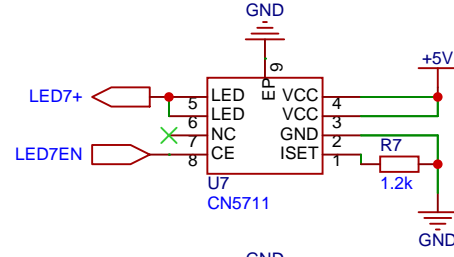 GND
9
EP
+5V
LED7+
5
LED
VCC
4
6
LED
VCC
3
7
NC
GND
2
LED7EN
8
CE
ISET
1
R7
1.2k
U7
CN5711
GND
GND